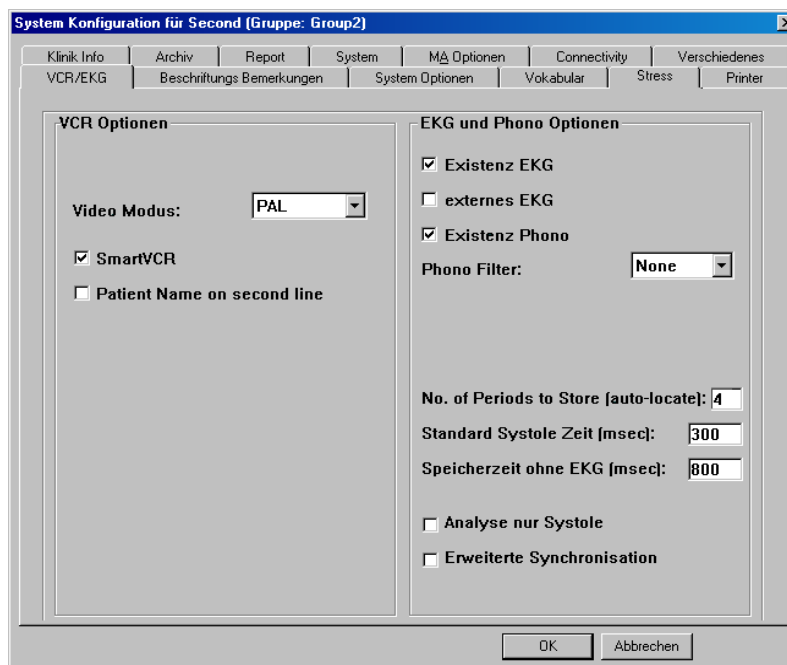 System Konfiguration für Second (Gruppe: Group2)
Klinik Info Archiv Report System MA Optionen Connectivity Verschiedenes
VCR/EKG Beschriftungs Bemerkungen System Optionen Vokabular Stress Printer
VCR Optionen
Video Modus: PAL
SmartVCR
Patient Name on second line
EKG und Phono Optionen
Existenz EKG
externes EKG
Existenz Phono
Phono Filter: None
No. of Periods to Store (auto-locate): 4
Standard Systole Zeit (msec): 300
Speicherzeit ohne EKG (msec): 800
Analyse nur Systole
Erweiterte Synchronisation
OK Abbrechen